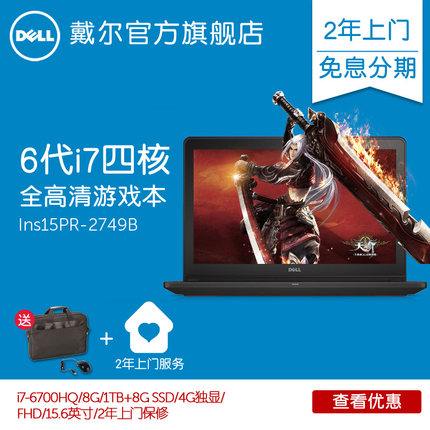 DELL
戴尔官方旗舰店
2年上门
免息分期
6代i7四核
全高清游戏本
Ins15PR-2749B
DELL
送
+
2年上门服务
i7-6700HQ/8G/1TB+8G SSD/4G独显/
FHD/15.6英寸/2年上门保修
查看优惠